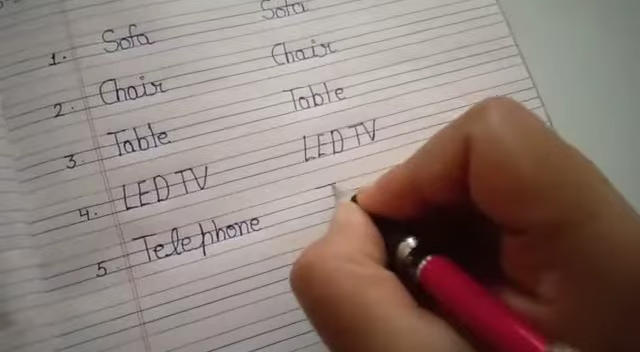 1. Sofa Sofa
2. Chair Chair
3. Table Table
4. LED TV LED TV
5. Telephone